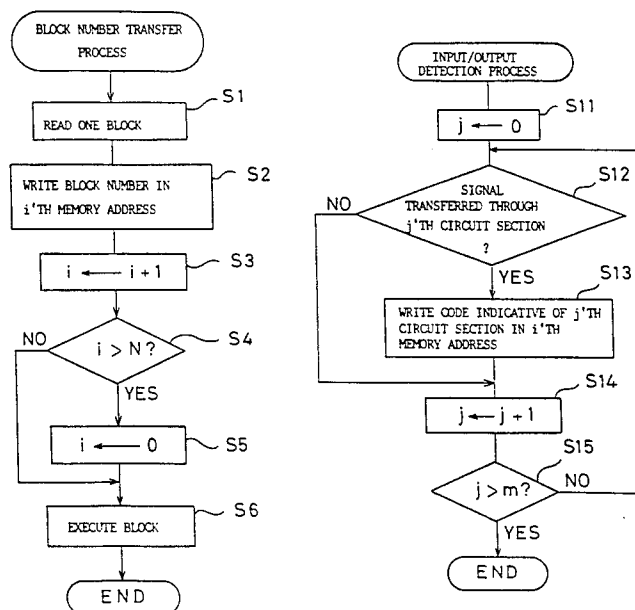 BLOCK NUMBER TRANSFER
PROCESS
S1
READ ONE BLOCK
S2
WRITE BLOCK NUMBER IN
i'TH MEMORY ADDRESS
S3
i ← i+1
S4
NO
i > N?
YES
i ← 0
S5
S6
EXECUTE BLOCK
END
INPUT/OUTPUT
DETECTION PROCESS
S11
j ← 0
S12
NO
SIGNAL
TRANSFERRED THROUGH
j'TH CIRCUIT SECTION
?
YES
S13
WRITE CODE INDICATIVE OF j'TH
CIRCUIT SECTION IN i'TH
MEMORY ADDRESS
S14
j ← j+1
S15
j > m?
NO
YES
END